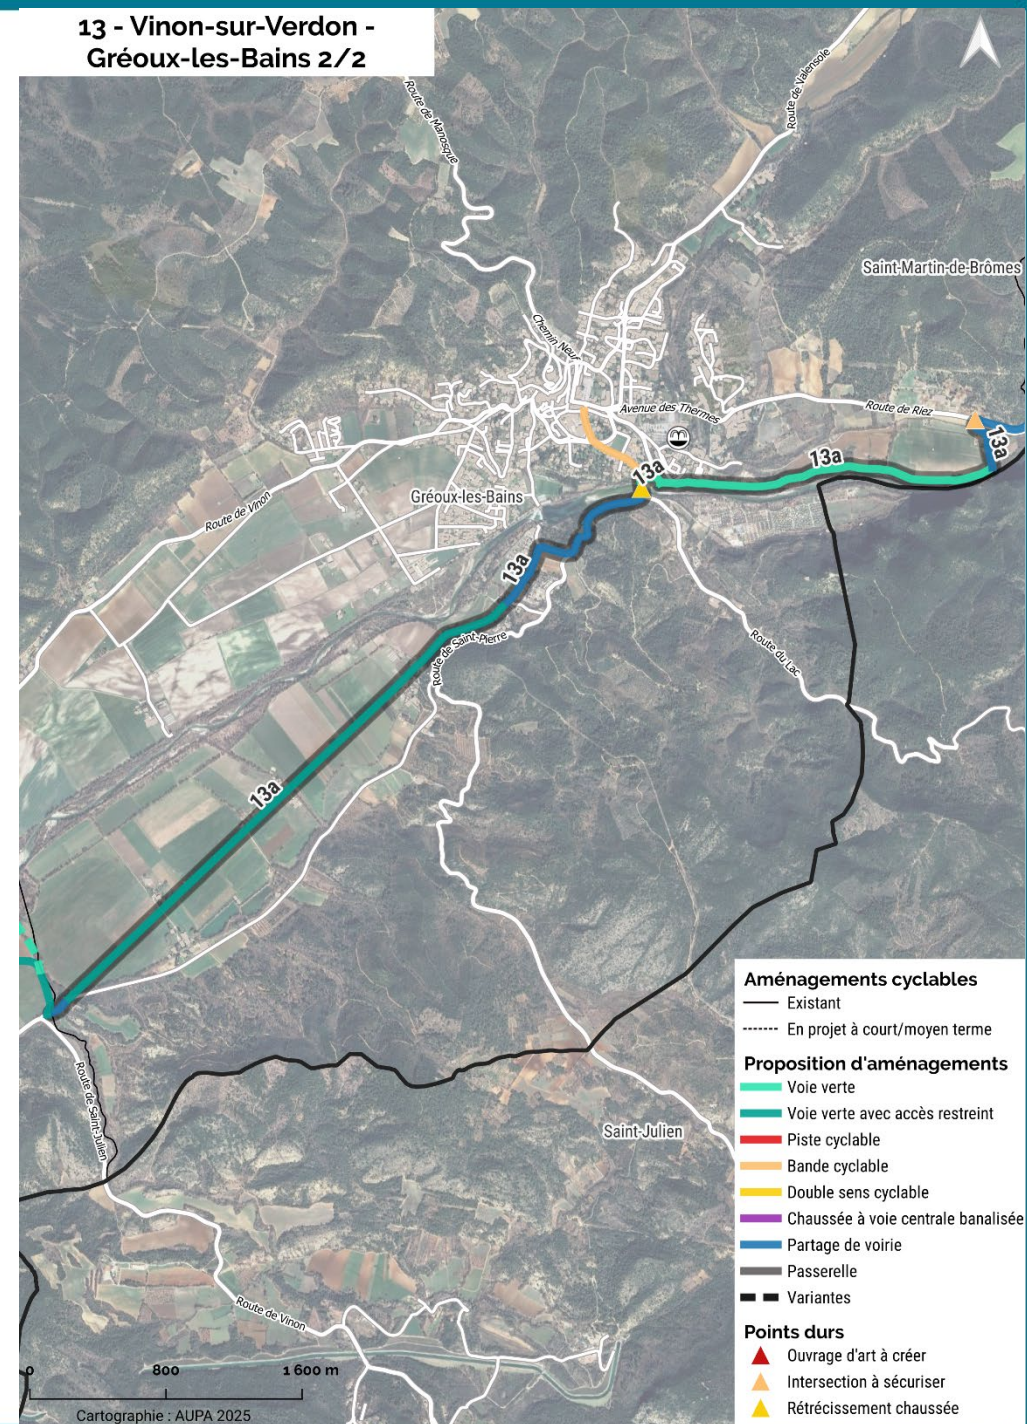 13 - Vinon-sur-Verdon -
Gréoux-les-Bains 2/2
Route de Manosque
Route de Valensole
Saint-Martin-de-Brômes
Chemin Neuf
Avenue des Thermes
Route de Riez
13a
13a
13a
Gréoux-les-Bains
Route de Vinon
13a
Route de Saint-Pierre
Route du Lac
13a
Route de Saint-Julien
Saint-Julien
Route de Vinon
0 800 1 600 m
Cartographie : AUPA 2025
Aménagements cyclables
Existant
En projet à court/moyen terme
Proposition d'aménagements
Voie verte
Voie verte avec accès restreint
Piste cyclable
Bande cyclable
Double sens cyclable
Chaussée à voie centrale banalisée
Partage de voirie
Passerelle
Variantes
Points durs
Ouvrage d'art à créer
Intersection à sécuriser
Rétrécissement chaussée